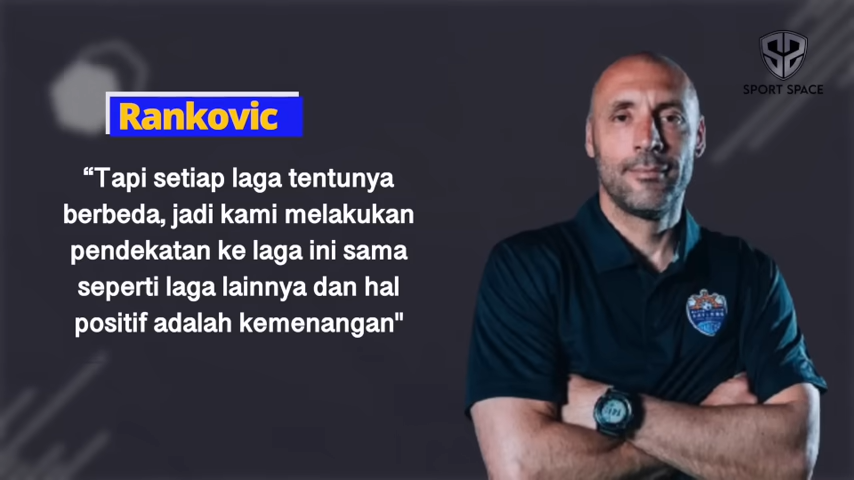 SPORT SPACE
Rankovic
“Tapi setiap laga tentunya
berbeda, jadi kami melakukan
pendekatan ke laga ini sama
seperti laga lainnya dan hal
positif adalah kemenangan"